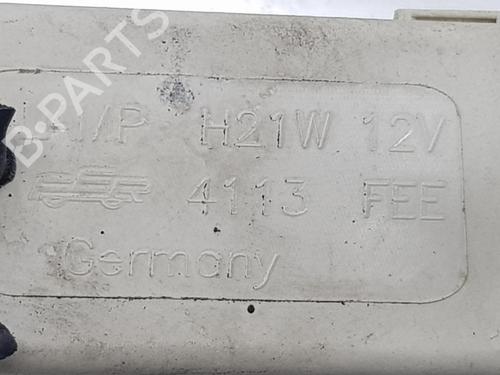 B-PARTS
H21W 12V
4113 FEE
Germany